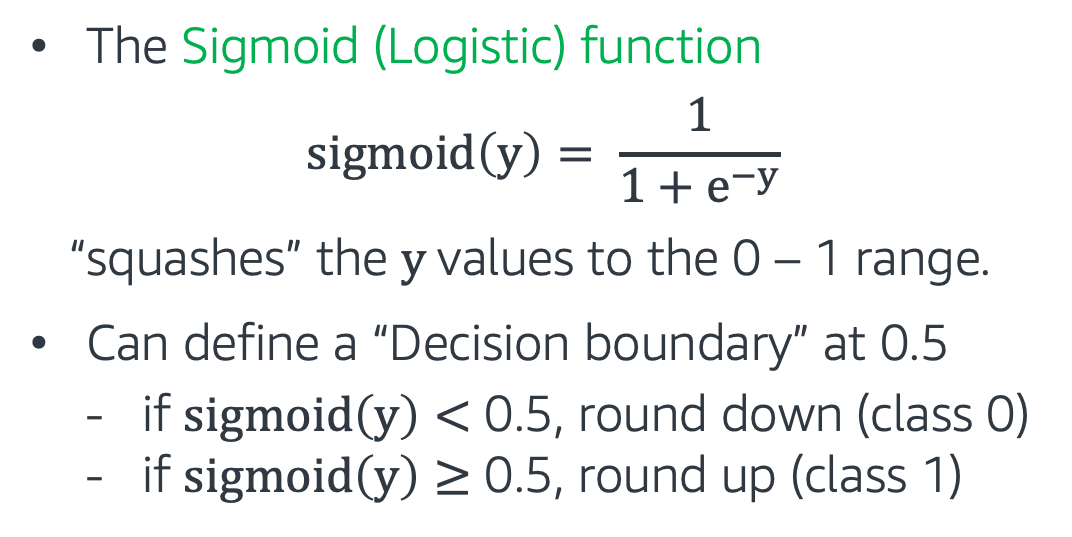 • The Sigmoid (Logistic) function
sigmoid(y) = 1 / (1 + e^−y)
“squashes” the y values to the 0 – 1 range.
• Can define a “Decision boundary” at 0.5
- if sigmoid(y) < 0.5, round down (class 0)
- if sigmoid(y) ≥ 0.5, round up (class 1)